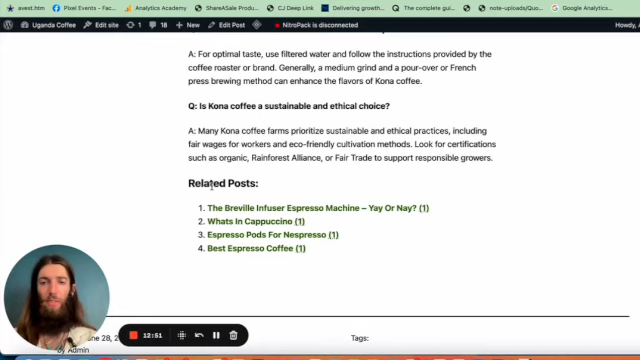 avest.htm Pixel Events - Fac... Analytics Academy ShareASale Produc... CJ Deep Link Delivering growth... The complete gui... note-uploads/Quo... Google Analytics
Uganda Coffee Edit site 1 18 New Edit Post NitroPack is disconnected Howdy,
A: For optimal taste, use filtered water and follow the instructions provided by the
coffee roaster or brand. Generally, a medium grind and a pour-over or French
press brewing method can enhance the flavors of Kona coffee.
Q: Is Kona coffee a sustainable and ethical choice?
A: Many Kona coffee farms prioritize sustainable and ethical practices, including
fair wages for workers and eco-friendly cultivation methods. Look for certifications
such as organic, Rainforest Alliance, or Fair Trade to support responsible growers.
Related Posts:
1. The Breville Infuser Espresso Machine – Yay Or Nay? (1)
2. Whats In Cappuccino (1)
3. Espresso Pods For Nespresso (1)
4. Best Espresso Coffee (1)
12:51
une 28, Tags:
by Admin